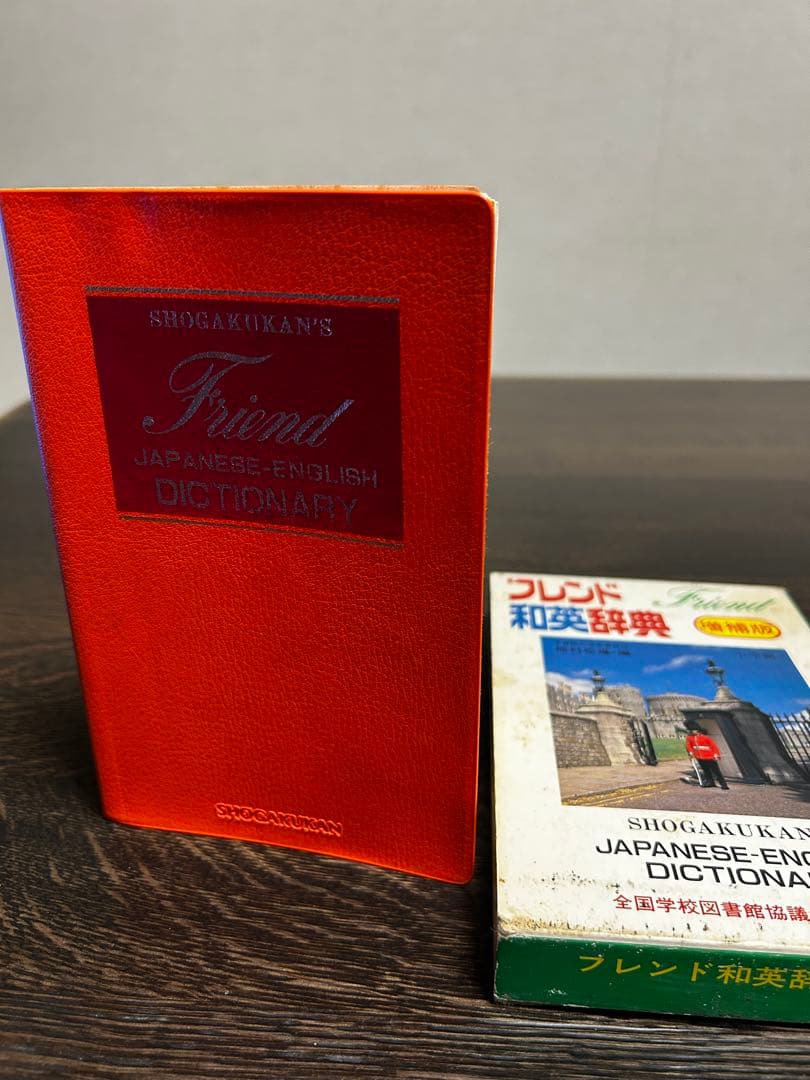 SHOGAKUKAN'S
Friend
JAPANESE-ENGLISH
DICTIONARY
SHOGAKUKAN
フレンド
Friend
和英辞典
増補版
SHOGAKUKAN
JAPANESE-ENG
DICTIONA
全国学校図書館協議
フレンド和英辞